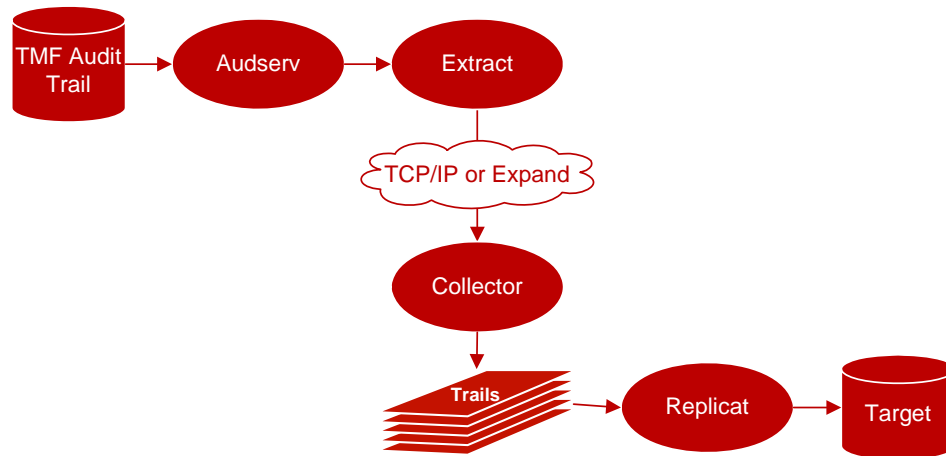 TMF Audit
Trail
Audserv
Extract
TCP/IP or Expand
Collector
Trails
Replicat
Target